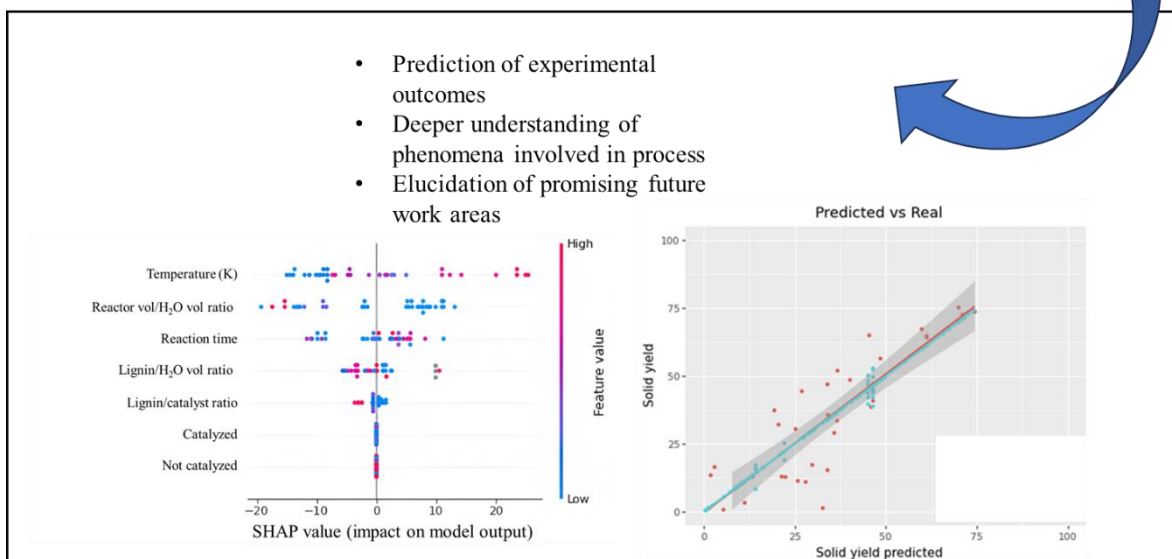 • Prediction of experimental
outcomes
• Deeper understanding of
phenomena involved in process
• Elucidation of promising future
work areas
High
Temperature (K)
Reactor vol/H₂O vol ratio
Reaction time
Lignin/H₂O vol ratio
Lignin/catalyst ratio
Catalyzed
Not catalyzed
Feature value
Low
−20 −10 0 10 20
SHAP value (impact on model output)
Predicted vs Real
100
75
50
25
0
Solid yield
0 25 50 75 100
Solid yield predicted